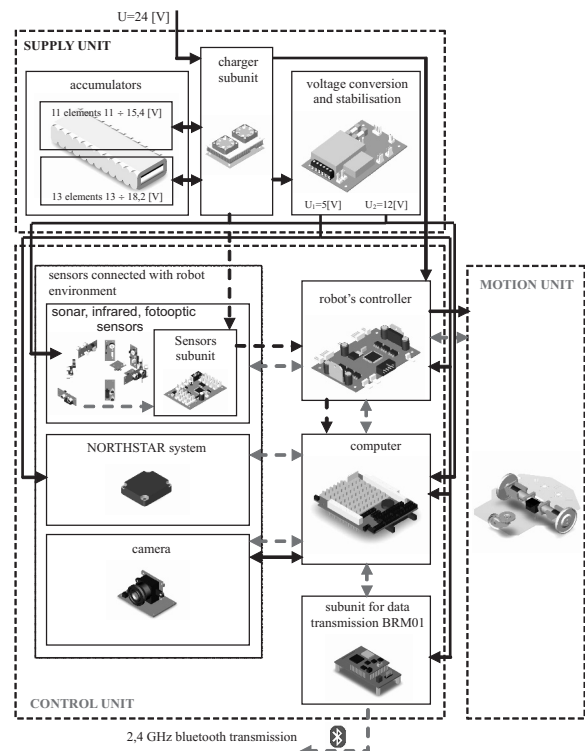 U=24 [V]
SUPPLY UNIT
accumulators
11 elements 11 ÷ 15,4 [V]
13 elements 13 ÷ 18,2 [V]
charger
subunit
voltage conversion
and stabilisation
U₁=5[V]
U₂=12[V]
sensors connected with robot
environment
sonar, infrared, fotooptic
sensors
Sensors
subunit
robot's controller
MOTION UNIT
NORTHSTAR system
computer
camera
subunit for data
transmission BRM01
CONTROL UNIT
2,4 GHz bluetooth transmission